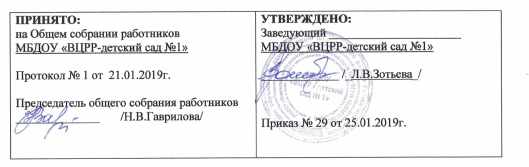 ПРИНЯТО:
на Общем собрании работников
МБДОУ «ВЦРР-детский сад №1»
Протокол № 1 от 21.01.2019г.
Председатель общего собрания работников
/Н.В.Гаврилова/
УТВЕРЖДЕНО:
Заведующий
МБДОУ «ВЦРР-детский сад №1»
/ Л.В.Зотьева /
Приказ № 29 от 25.01.2019г.